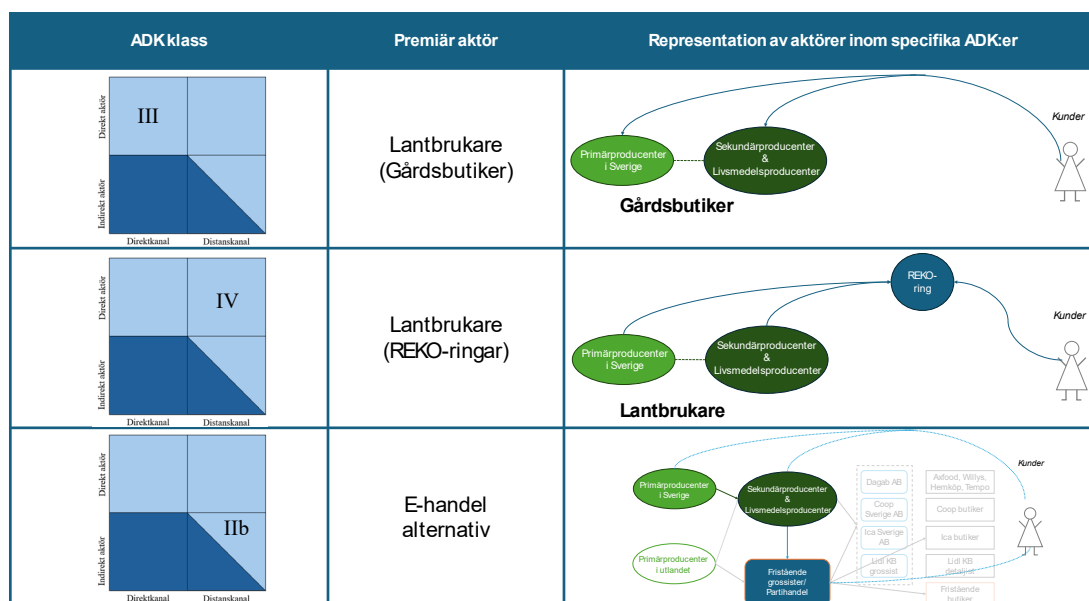 ADK klass
Premiär aktör
Representation av aktörer inom specifika ADK:er
Direkt aktör
Indirekt aktör
III
Direktkanal
Distanskanal
Lantbrukare
(Gårdsbutiker)
Primärproducenter
i Sverige
Sekundärproducenter
&
Livsmedelsproducenter
Gårdsbutiker
Kunder
Direkt aktör
Indirekt aktör
IV
Direktkanal
Distanskanal
Lantbrukare
(REKO-ringar)
Primärproducenter
i Sverige
Sekundärproducenter
&
Livsmedelsproducenter
REKO-
ring
Lantbrukare
Kunder
Direkt aktör
Indirekt aktör
IIb
Direktkanal
Distanskanal
E-handel
alternativ
Primärproducenter
i Sverige
Sekundärproducenter
&
Livsmedelsproducenter
Primärproducenter
i utlandet
Fristående
grossister/
Partihandel
Dagab AB
Coop
Sverige AB
Ica Sverige
AB
Lidl KB
grossist
Axfood, Willys,
Hemköp, Tempo
Coop butiker
Ica butiker
Lidl KB
detaljist
Fristående
butiker
Kunder